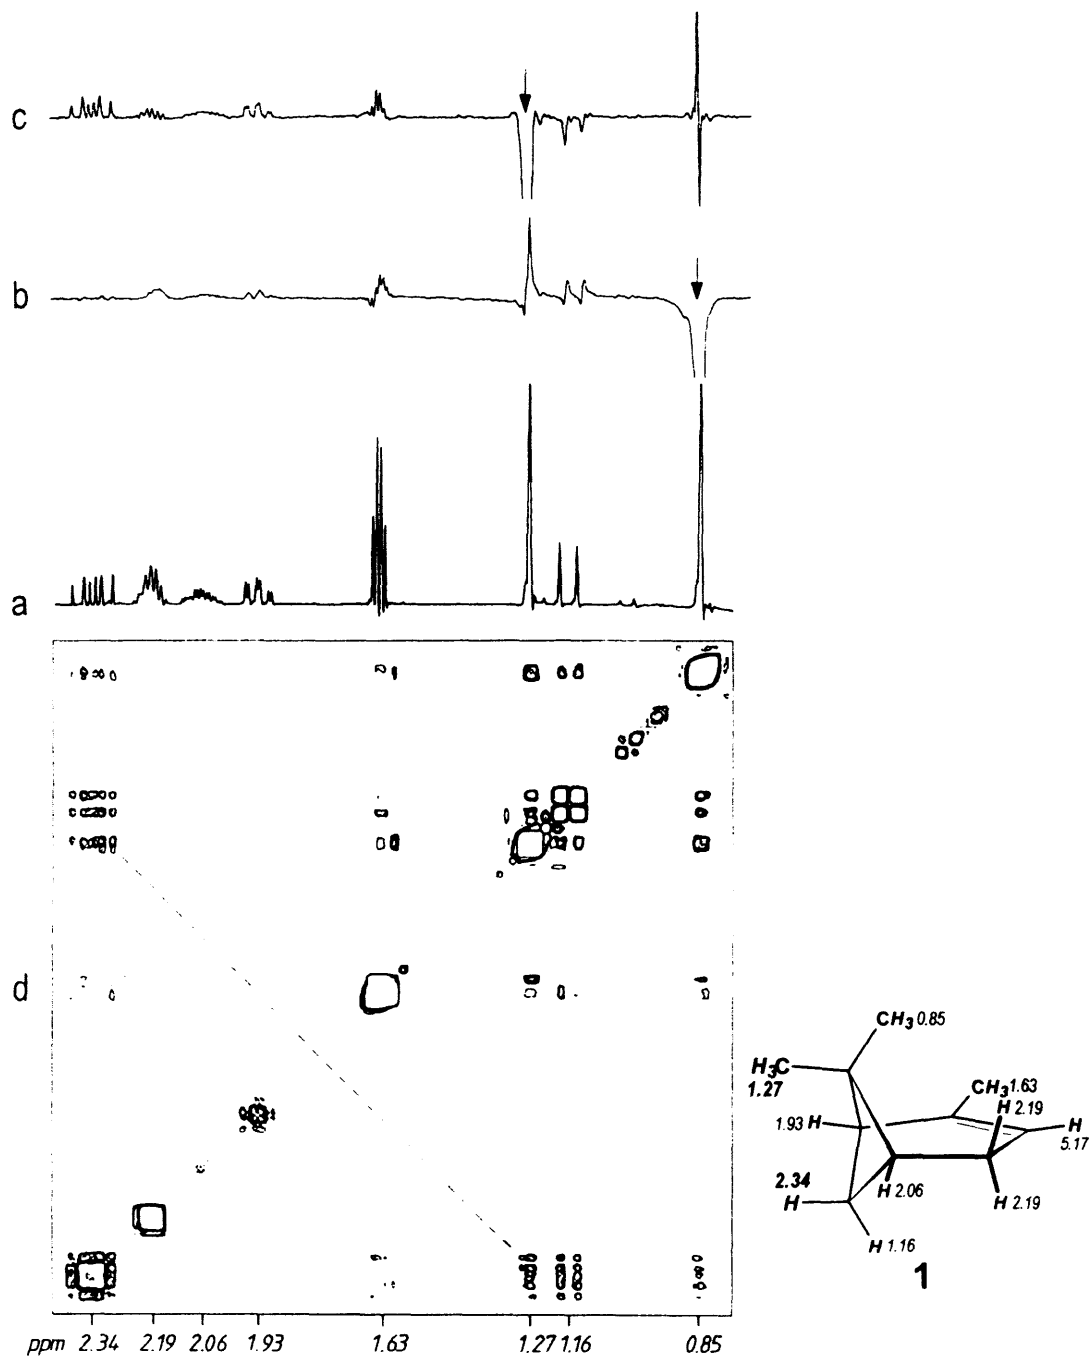 c
b
a
d
CH3 0.85
H3C
1.27
CH3 1.63
H 2.19
1.93 H
H
5.17
2.34
H
H 2.06
H 2.19
H 1.16
1
ppm 2.34 2.19 2.06 1.93 1.63 1.27 1.16 0.85